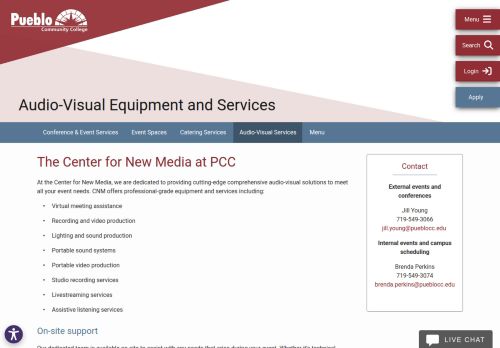 Pueblo
Community College
Menu
Search
Login
Apply
Audio-Visual Equipment and Services
Conference & Event Services
Event Spaces
Catering Services
Audio-Visual Services
Menu
The Center for New Media at PCC
At the Center for New Media, we are dedicated to providing cutting-edge comprehensive audio-visual solutions to meet
all your event needs. CNM offers professional-grade equipment and services including:
• Virtual meeting assistance
• Recording and video production
• Lighting and sound production
• Portable sound systems
• Portable video production
• Studio recording services
• Livestreaming services
• Assistive listening services
On-site support
Our dedicated team is available on-site to assist with any needs that arise during your event. Whether it's technical
Contact
External events and
conferences
Jill Young
719-549-3066
jill.young@pueblocc.edu
Internal events and campus
scheduling
Brenda Perkins
719-549-3074
brenda.perkins@pueblocc.edu
LIVE CHAT